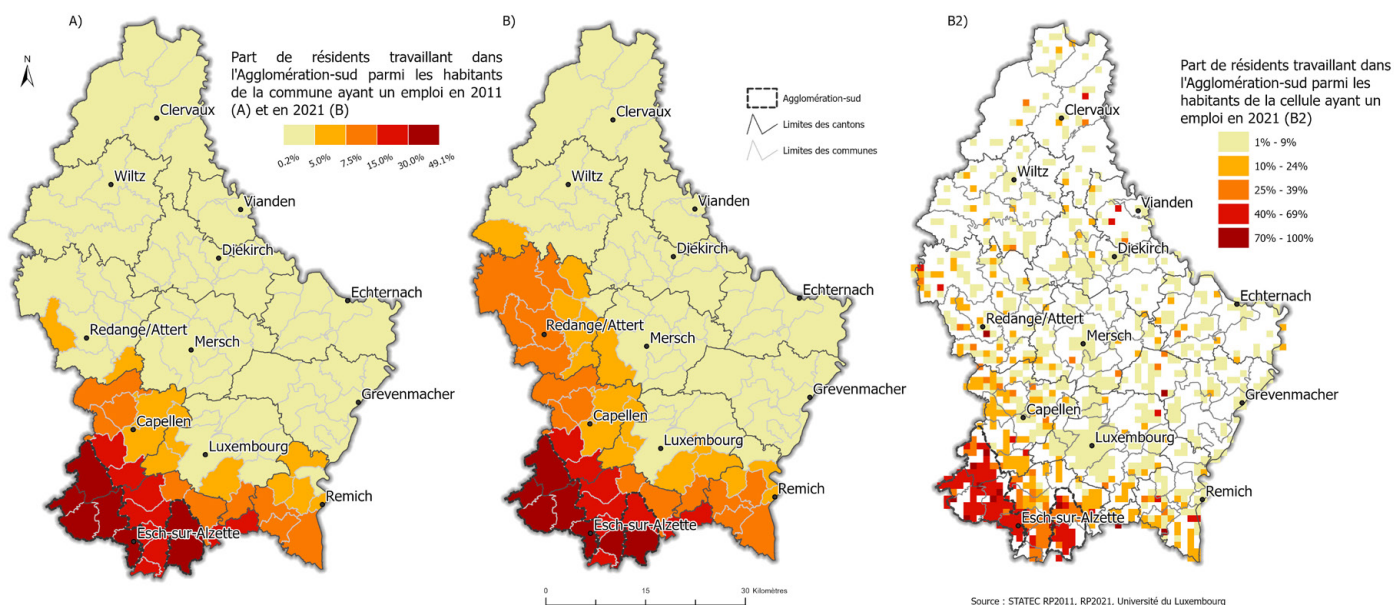 A)
N
Part de résidents travaillant dans
l'Agglomération-sud parmi les habitants
de la commune ayant un emploi en 2011
(A) et en 2021 (B)
0.2%
5.0%
7.5%
15.0%
30.0%
49.1%
Clervaux
Wiltz
Vianden
Diekirch
Echternach
Redange/Attert
Mersch
Grevenmacher
Capellen
Luxembourg
Remich
Esch-sur-Alzette
B)
Agglomération-sud
Limites des cantons
Limites des communes
Clervaux
Wiltz
Vianden
Diekirch
Echternach
Redange/Attert
Mersch
Grevenmacher
Capellen
Luxembourg
Remich
Esch-sur-Alzette
0 15 30 Kilomètres
B2)
Part de résidents travaillant dans
l'Agglomération-sud parmi les
habitants de la cellule ayant un
emploi en 2021 (B2)
1% - 9%
10% - 24%
25% - 39%
40% - 69%
70% - 100%
Clervaux
Wiltz
Vianden
Diekirch
Echternach
Redange/Attert
Mersch
Grevenmacher
Capellen
Luxembourg
Remich
Esch-sur-Alzette
Source : STATEC RP2011, RP2021, Université du Luxembourg